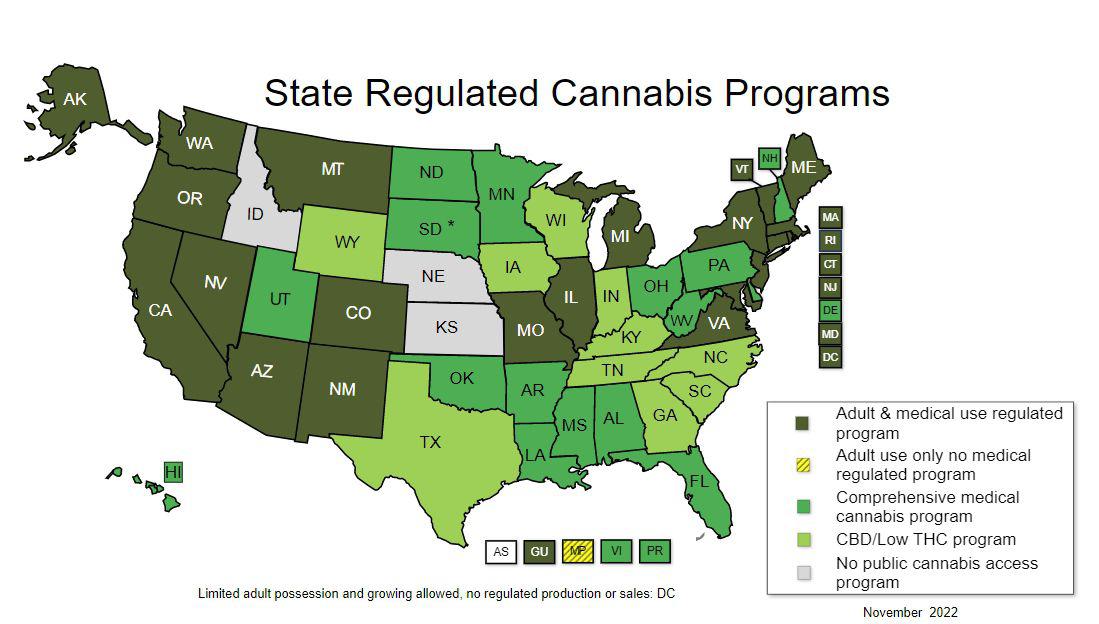 State Regulated Cannabis Programs
AK
WA
MT
ND
MN
VT
NH
ME
OR
ID
WY
SD *
WI
MI
NY
MA
RI
CT
NJ
DE
MD
DC
NV
UT
CO
NE
IA
IL
IN
OH
PA
CA
KS
MO
KY
WV
VA
AZ
NM
OK
AR
TN
NC
SC
TX
LA
MS
AL
GA
FL
HI
AS
GU
MP
VI
PR
Adult & medical use regulated
program
Adult use only no medical
regulated program
Comprehensive medical
cannabis program
CBD/Low THC program
No public cannabis access
program
Limited adult possession and growing allowed, no regulated production or sales: DC
November 2022